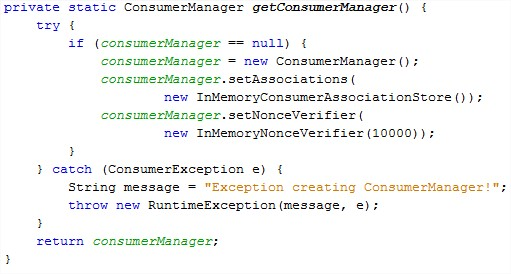 private static ConsumerManager getConsumerManager() {
    try {
        if (consumerManager == null) {
            consumerManager = new ConsumerManager();
            consumerManager.setAssociations(
                    new InMemoryConsumerAssociationStore());
            consumerManager.setNonceVerifier(
                    new InMemoryNonceVerifier(10000));
        }
    } catch (ConsumerException e) {
        String message = "Exception creating ConsumerManager!";
        throw new RuntimeException(message, e);
    }
    return consumerManager;
}